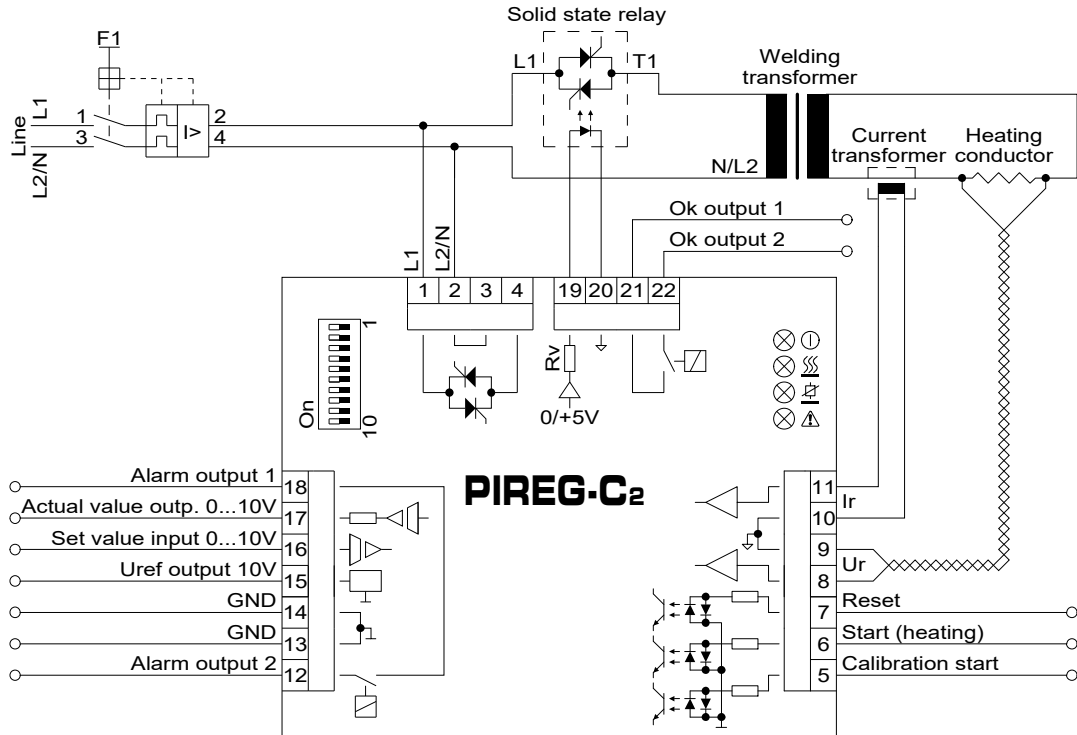 Solid state relay
F1
L1
T1
Welding
transformer
Line
L1
L2/N
1
3
I>
2
4
N/L2
Current
transformer
Heating
conductor
Ok output 1
Ok output 2
L1
L2/N
1 2 3 4
19 20 21 22
On
1
10
Rv
0/+5V
PIREG-C2
Alarm output 1
18
Actual value outp. 0...10V
17
Set value input 0...10V
16
Uref output 10V
15
GND
14
GND
13
Alarm output 2
12
11
Ir
10
9
Ur
8
7
Reset
6
Start (heating)
5
Calibration start